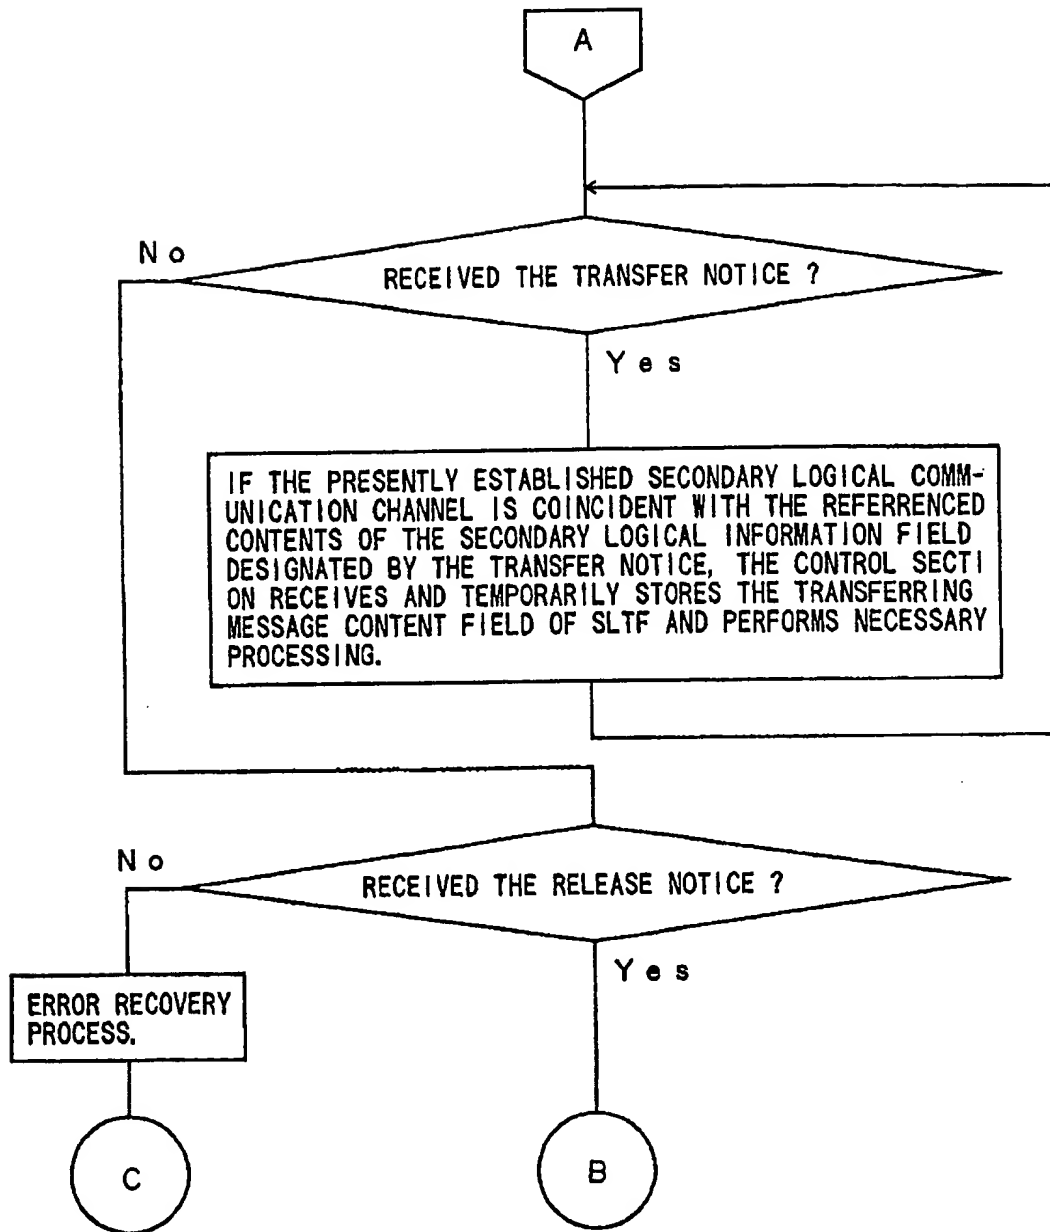 A
No
RECEIVED THE TRANSFER NOTICE ?
Yes
IF THE PRESENTLY ESTABLISHED SECONDARY LOGICAL COMM-
UNICATION CHANNEL IS COINCIDENT WITH THE REFERRENCED
CONTENTS OF THE SECONDARY LOGICAL INFORMATION FIELD
DESIGNATED BY THE TRANSFER NOTICE, THE CONTROL SECTI
ON RECEIVES AND TEMPORARILY STORES THE TRANSFERRING
MESSAGE CONTENT FIELD OF SLTF AND PERFORMS NECESSARY
PROCESSING.
No
RECEIVED THE RELEASE NOTICE ?
Yes
ERROR RECOVERY
PROCESS.
C
B